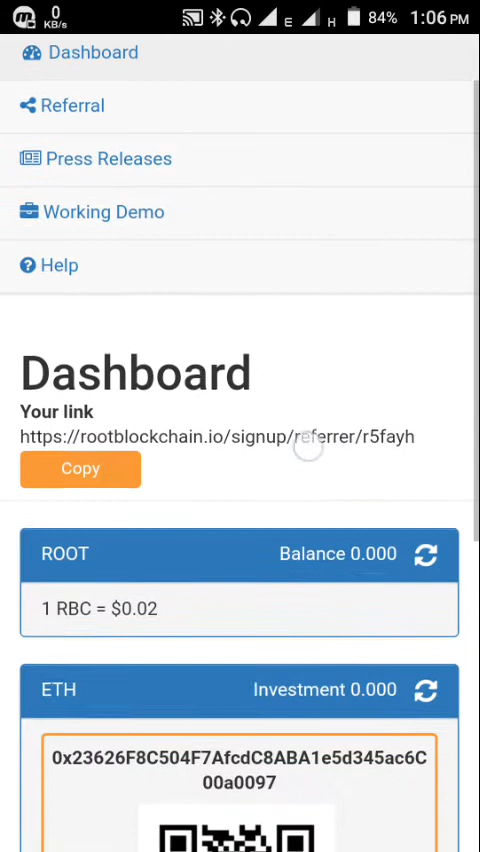 0
KB/s
E
H
84%
1:06 PM
Dashboard
Referral
Press Releases
Working Demo
Help
Dashboard
Your link
https://rootblockchain.io/signup/referrer/r5fayh
Copy
ROOT
Balance 0.000
1 RBC = $0.02
ETH
Investment 0.000
0x23626F8C504F7AfcdC8ABA1e5d345ac6C
00a0097